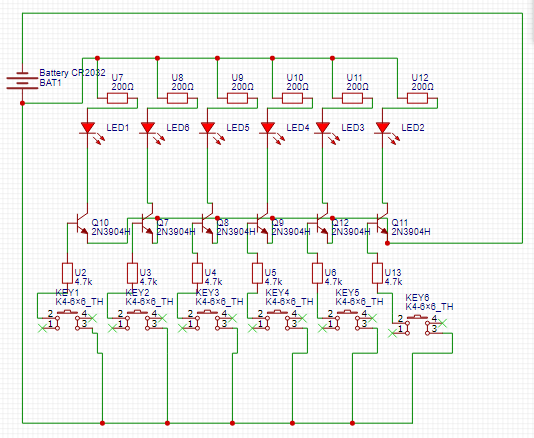 Battery CR2032
BAT1
U7
200Ω
U8
200Ω
U9
200Ω
U10
200Ω
U11
200Ω
U12
200Ω
LED1
LED6
LED5
LED4
LED3
LED2
Q10
2N3904H
Q7
2N3904H
Q8
2N3904H
Q9
2N3904H
Q12
2N3904H
Q11
2N3904H
U2
4.7k
U3
4.7k
U4
4.7k
U5
4.7k
U6
4.7k
U13
4.7k
KEY1
K4-6×6_TH
2 4
1 3
KEY2
K4-6×6_TH
2 4
1 3
KEY3
K4-6×6_TH
2 4
1 3
KEY4
K4-6×6_TH
2 4
1 3
KEY5
K4-6×6_TH
2 4
1 3
KEY6
K4-6×6_TH
2 4
1 3